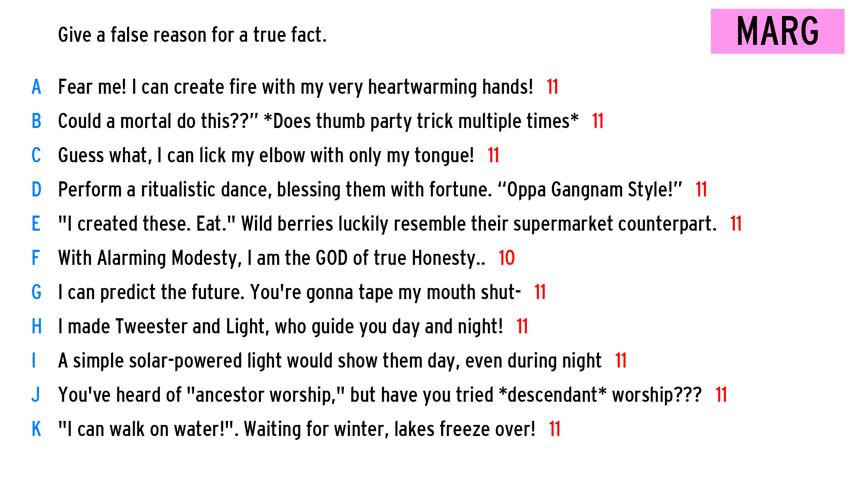 Give a false reason for a true fact.
MARG
A Fear me! I can create fire with my very heartwarming hands! 11
B Could a mortal do this??” *Does thumb party trick multiple times* 11
C Guess what, I can lick my elbow with only my tongue! 11
D Perform a ritualistic dance, blessing them with fortune. “Oppa Gangnam Style!” 11
E "I created these. Eat." Wild berries luckily resemble their supermarket counterpart. 11
F With Alarming Modesty, I am the GOD of true Honesty.. 10
G I can predict the future. You're gonna tape my mouth shut- 11
H I made Tweester and Light, who guide you day and night! 11
I A simple solar-powered light would show them day, even during night 11
J You've heard of "ancestor worship," but have you tried *descendant* worship??? 11
K "I can walk on water!". Waiting for winter, lakes freeze over! 11